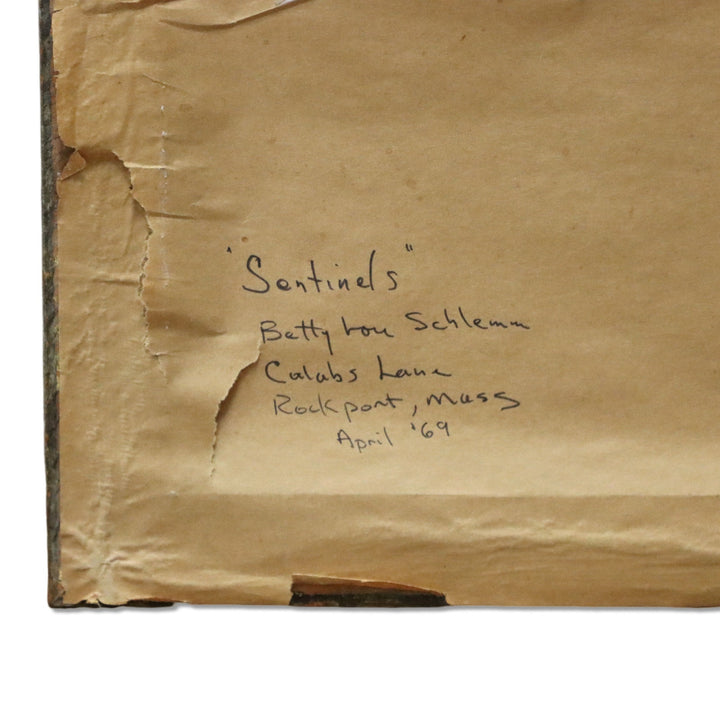 "Sentinels"
Betty Lou Schlemm
Calabs Lane
Rockport, Mass
April '69